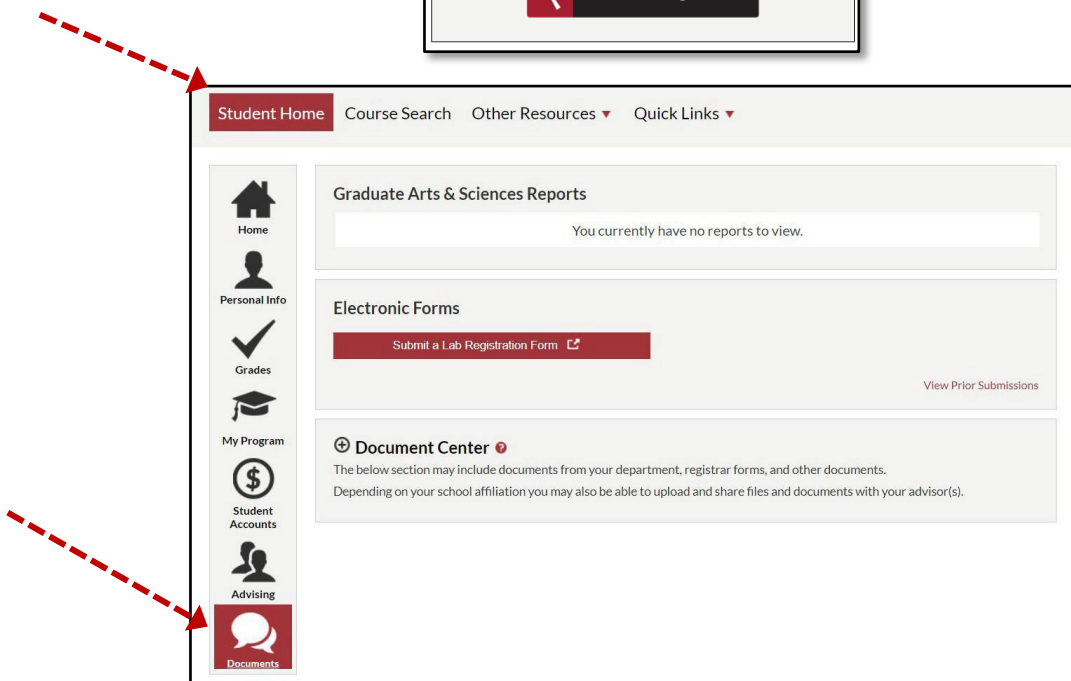 Student Home Course Search Other Resources Quick Links
Home
Personal Info
Grades
My Program
Student
Accounts
Advising
Documents
Graduate Arts & Sciences Reports
You currently have no reports to view.
Electronic Forms
Submit a Lab Registration Form
View Prior Submissions
Document Center
The below section may include documents from your department, registrar forms, and other documents.
Depending on your school affiliation you may also be able to upload and share files and documents with your advisor(s).